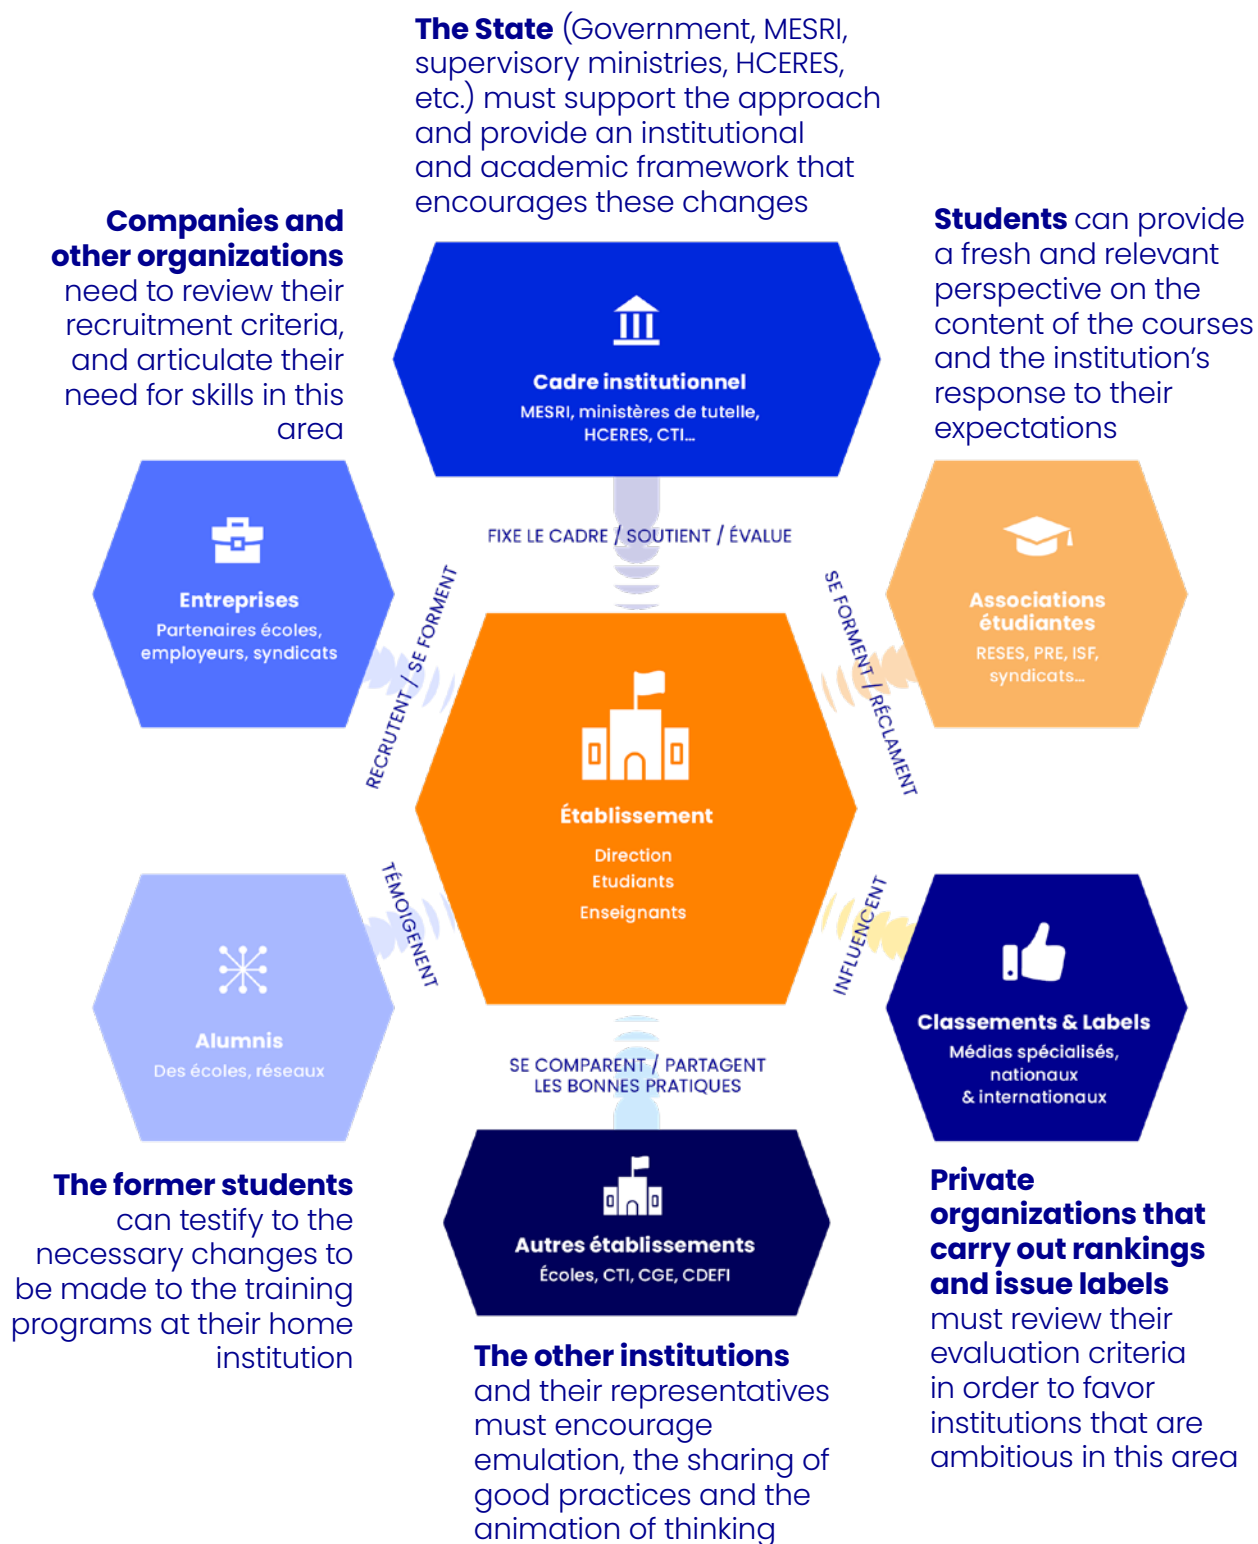 The State (Government, MESRI,
supervisory ministries, HCERES,
etc.) must support the approach
and provide an institutional
and academic framework that
encourages these changes
Companies and
other organizations
need to review their
recruitment criteria,
and articulate their
need for skills in this
area
Students can provide
a fresh and relevant
perspective on the
content of the courses
and the institution's
response to their
expectations
Cadre institutionnel
MESRI, ministères de tutelle,
HCERES, CTI...
FIXE LE CADRE / SOUTIENT / ÉVALUE
Entreprises
Partenaires écoles,
employeurs, syndicats
RECRUTENT / SE FORMENT
SE FORMENT / RÉCLAMENT
Associations
étudiantes
RESES, PRE, ISF,
syndicats...
Établissement
Direction
Etudiants
Enseignants
Alumnis
Des écoles, réseaux
TÉMOIGENENT
INFLUENCENT
Classements & Labels
Médias spécialisés,
nationaux
& internationaux
SE COMPARENT / PARTAGENT
LES BONNES PRATIQUES
Autres établissements
Écoles, CTI, CGE, CDEFI
The former students
can testify to the
necessary changes to
be made to the training
programs at their home
institution
The other institutions
and their representatives
must encourage
emulation, the sharing of
good practices and the
animation of thinking
Private
organizations that
carry out rankings
and issue labels
must review their
evaluation criteria
in order to favor
institutions that are
ambitious in this area